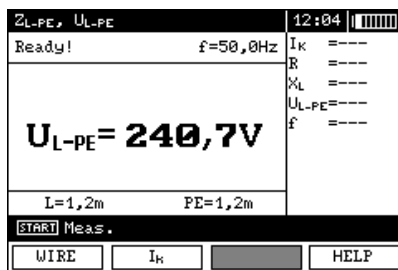 ZL-PE, UL-PE 12:04
Ready! f=50,0Hz
IK =---
R =---
XL =---
UL-PE=---
f =---
UL-PE= 240,7V
L=1,2m PE=1,2m
START Meas.
WIRE IK HELP